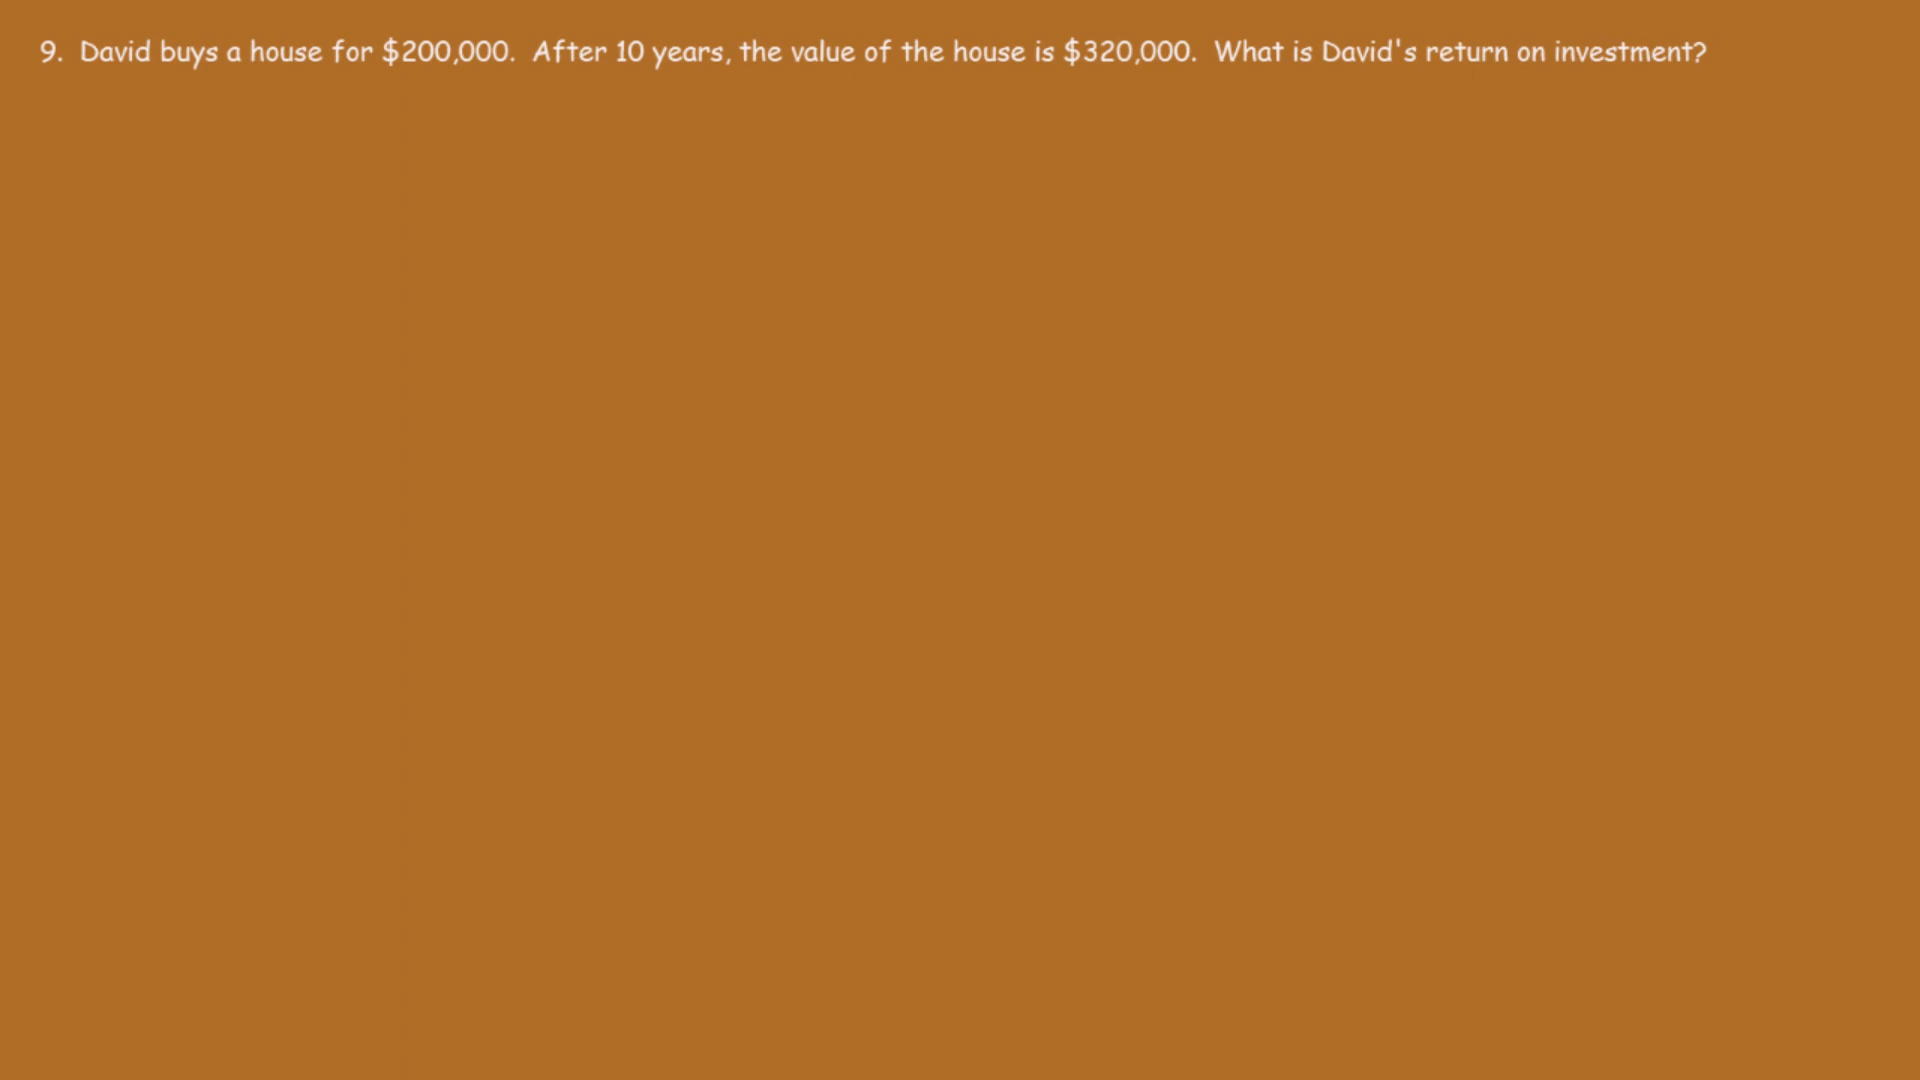 9.  David buys a house for $200,000.  After 10 years, the value of the house is $320,000.  What is David's return on investment?